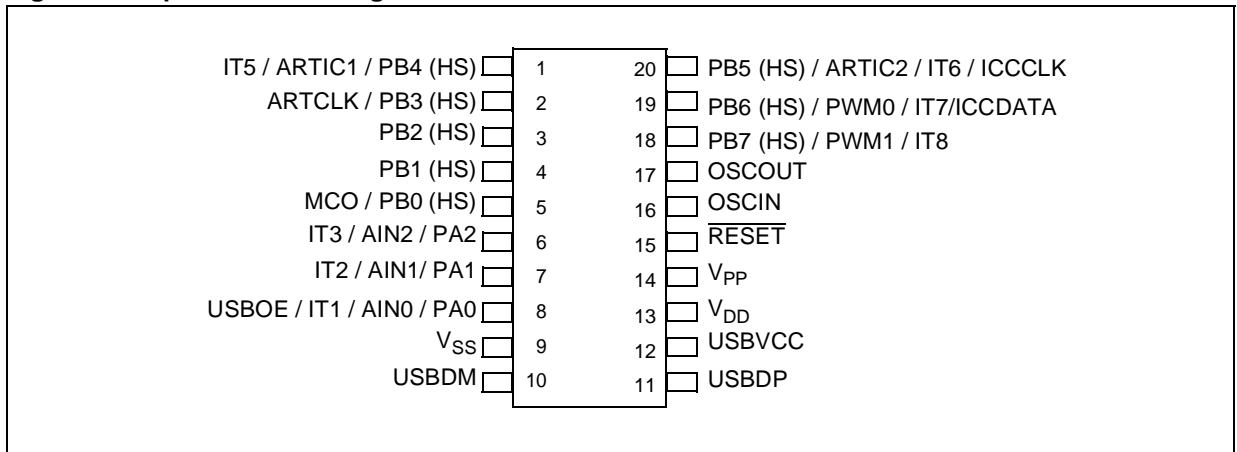 IT5 / ARTIC1 / PB4 (HS) 1 20 PB5 (HS) / ARTIC2 / IT6 / ICCCLK
ARTCLK / PB3 (HS) 2 19 PB6 (HS) / PWM0 / IT7/ICCDATA
PB2 (HS) 3 18 PB7 (HS) / PWM1 / IT8
PB1 (HS) 4 17 OSCOUT
MCO / PB0 (HS) 5 16 OSCIN
IT3 / AIN2 / PA2 6 15 RESET
IT2 / AIN1/ PA1 7 14 VPP
USBOE / IT1 / AIN0 / PA0 8 13 VDD
VSS 9 12 USBVCC
USBDM 10 11 USBDP